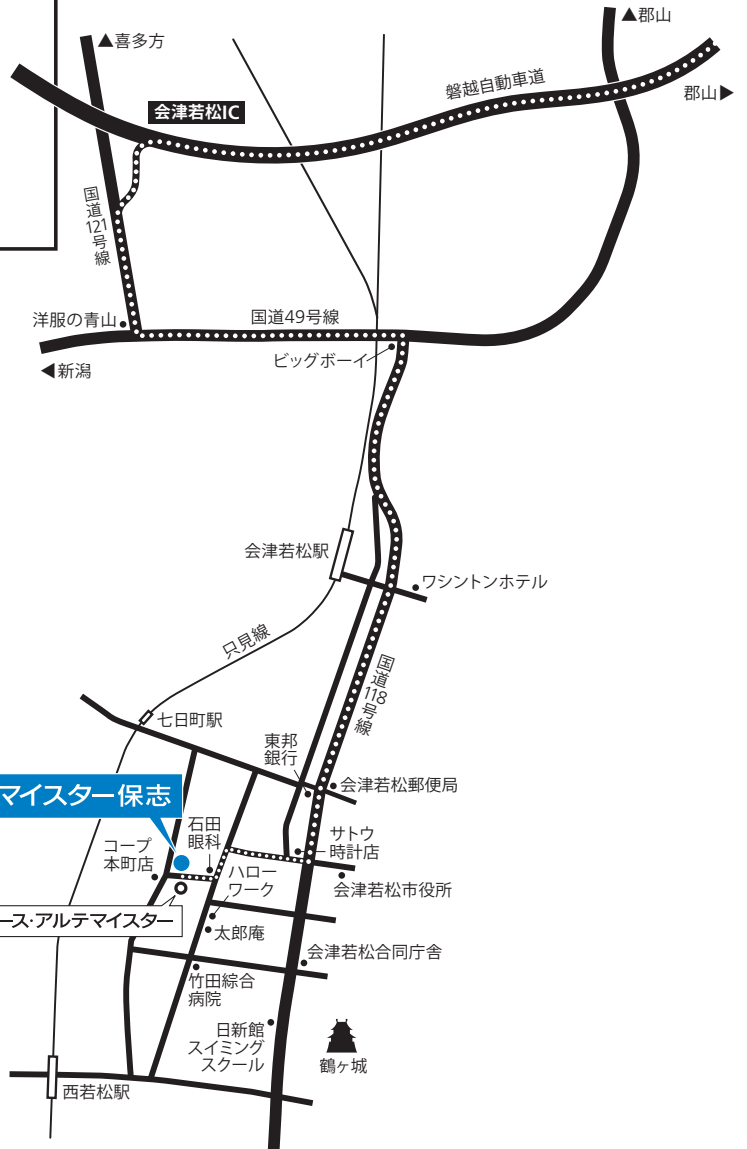 ▲喜多方
▲郡山
磐越自動車道
郡山▶
会津若松IC
国道121号線
洋服の青山
国道49号線
◀新潟
ビッグボーイ
会津若松駅
ワシントンホテル
只見線
国道118号線
七日町駅
東邦
銀行
会津若松郵便局
マイスター保志
石田
眼科
サトウ
時計店
コープ
本町店
ハロー
ワーク
会津若松市役所
ース・アルテマイスター
太郎庵
会津若松合同庁舎
竹田綜合
病院
日新館
スイミング
スクール
鶴ヶ城
西若松駅